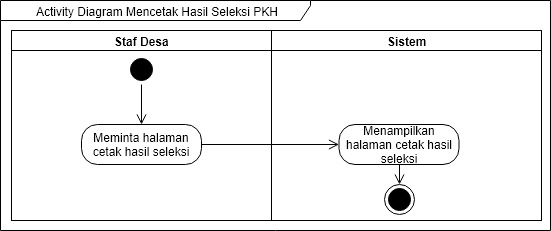 Activity Diagram Mencetak Hasil Seleksi PKH
Staf Desa
Sistem
Meminta halaman
cetak hasil seleksi
Menampilkan
halaman cetak hasil
seleksi